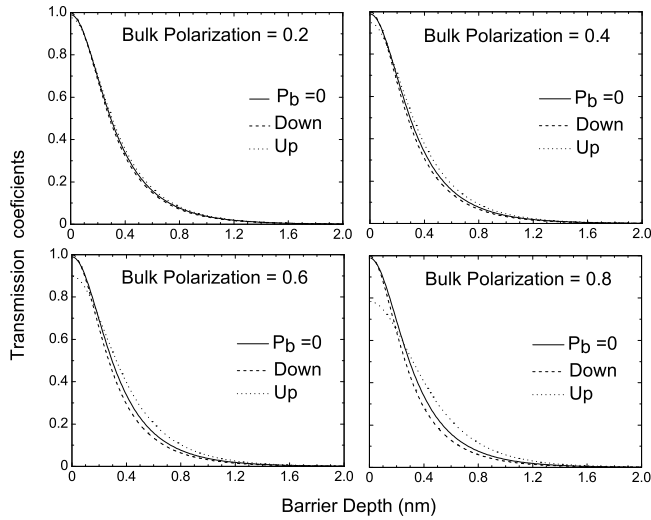 Bulk Polarization = 0.2
Bulk Polarization = 0.4
1.0
0.8
0.6
0.4
0.2
0
P_b =0
Down
Up
P_b =0
Down
Up
0 0.4 0.8 1.2 1.6 2.0
0 0.4 0.8 1.2 1.6 2.0
Bulk Polarization = 0.6
Bulk Polarization = 0.8
1.0
0.8
0.6
0.4
0.2
0
P_b =0
Down
Up
P_b =0
Down
Up
0 0.4 0.8 1.2 1.6 2.0
0 0.4 0.8 1.2 1.6 2.0
Transmission coeficients
Barrier Depth (nm)